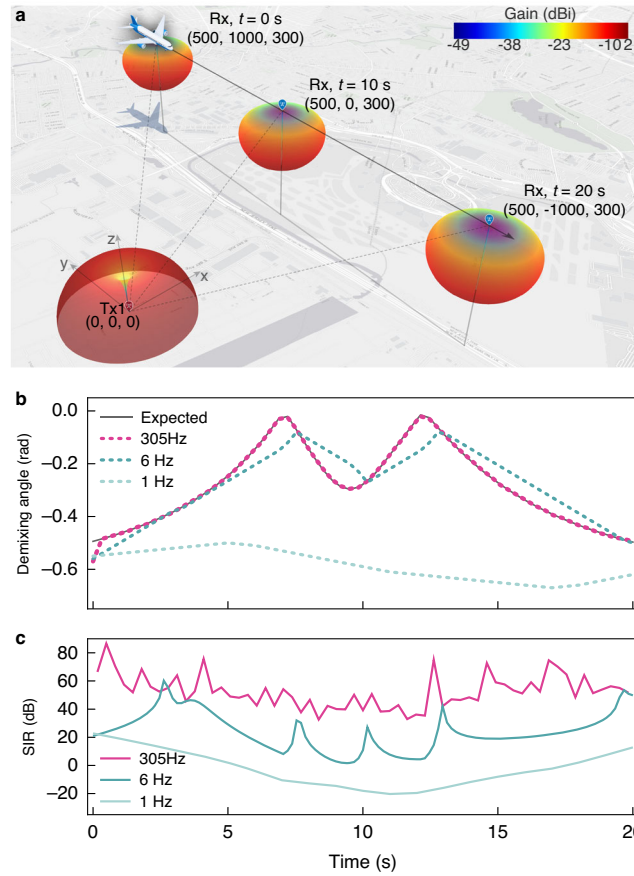 a
Rx, t = 0 s
(500, 1000, 300)
Gain (dBi)
-49 -38 -23 -10 2
Rx, t = 10 s
(500, 0, 300)
Rx, t = 20 s
(500, -1000, 300)
z
y
x
Tx1
(0, 0, 0)
b
0.0
−0.2
−0.4
−0.6
Demixing angle (rad)
Expected
305Hz
6 Hz
1 Hz
c
80
60
40
20
0
−20
SIR (dB)
305Hz
6 Hz
1 Hz
0 5 10 15 20
Time (s)